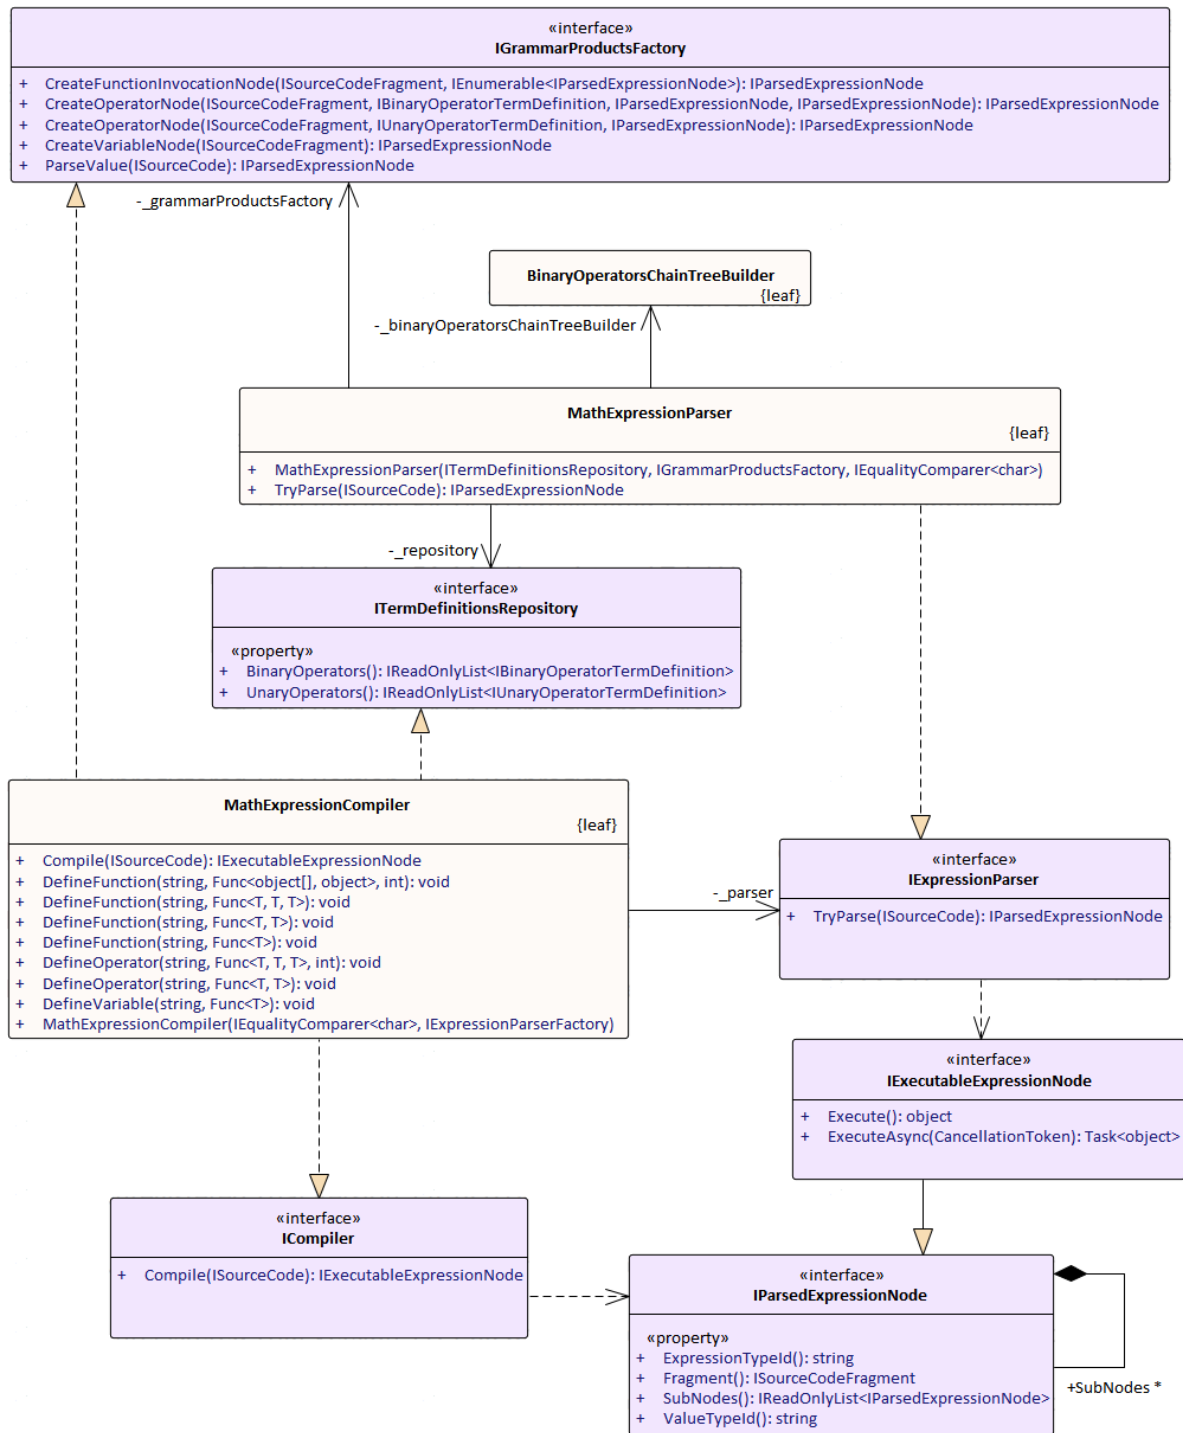 «interface»
IGrammarProductsFactory
+ CreateFunctionInvocationNode(ISourceCodeFragment, IEnumerable<IParsedExpressionNode>): IParsedExpressionNode
+ CreateOperatorNode(ISourceCodeFragment, IBinaryOperatorTermDefinition, IParsedExpressionNode, IParsedExpressionNode): IParsedExpressionNode
+ CreateOperatorNode(ISourceCodeFragment, IUnaryOperatorTermDefinition, IParsedExpressionNode): IParsedExpressionNode
+ CreateVariableNode(ISourceCodeFragment): IParsedExpressionNode
+ ParseValue(ISourceCode): IParsedExpressionNode
-_grammarProductsFactory
BinaryOperatorsChainTreeBuilder
{leaf}
-_binaryOperatorsChainTreeBuilder
MathExpressionParser
{leaf}
+ MathExpressionParser(ITermDefinitionsRepository, IGrammarProductsFactory, IEqualityComparer<char>)
+ TryParse(ISourceCode): IParsedExpressionNode
-_repository
«interface»
ITermDefinitionsRepository
«property»
+ BinaryOperators(): IReadOnlyList<IBinaryOperatorTermDefinition>
+ UnaryOperators(): IReadOnlyList<IUnaryOperatorTermDefinition>
MathExpressionCompiler
{leaf}
+ Compile(ISourceCode): IExecutableExpressionNode
+ DefineFunction(string, Func<object[], object>, int): void
+ DefineFunction(string, Func<T, T, T>): void
+ DefineFunction(string, Func<T, T>): void
+ DefineFunction(string, Func<T>): void
+ DefineOperator(string, Func<T, T, T>, int): void
+ DefineOperator(string, Func<T, T>): void
+ DefineVariable(string, Func<T>): void
+ MathExpressionCompiler(IEqualityComparer<char>, IExpressionParserFactory)
-_parser
«interface»
IExpressionParser
+ TryParse(ISourceCode): IParsedExpressionNode
«interface»
IExecutableExpressionNode
+ Execute(): object
+ ExecuteAsync(CancellationToken): Task<object>
«interface»
ICompiler
+ Compile(ISourceCode): IExecutableExpressionNode
«interface»
IParsedExpressionNode
«property»
+ ExpressionTypeId(): string
+ Fragment(): ISourceCodeFragment
+ SubNodes(): IReadOnlyList<IParsedExpressionNode>
+ ValueTypeId(): string
+SubNodes *